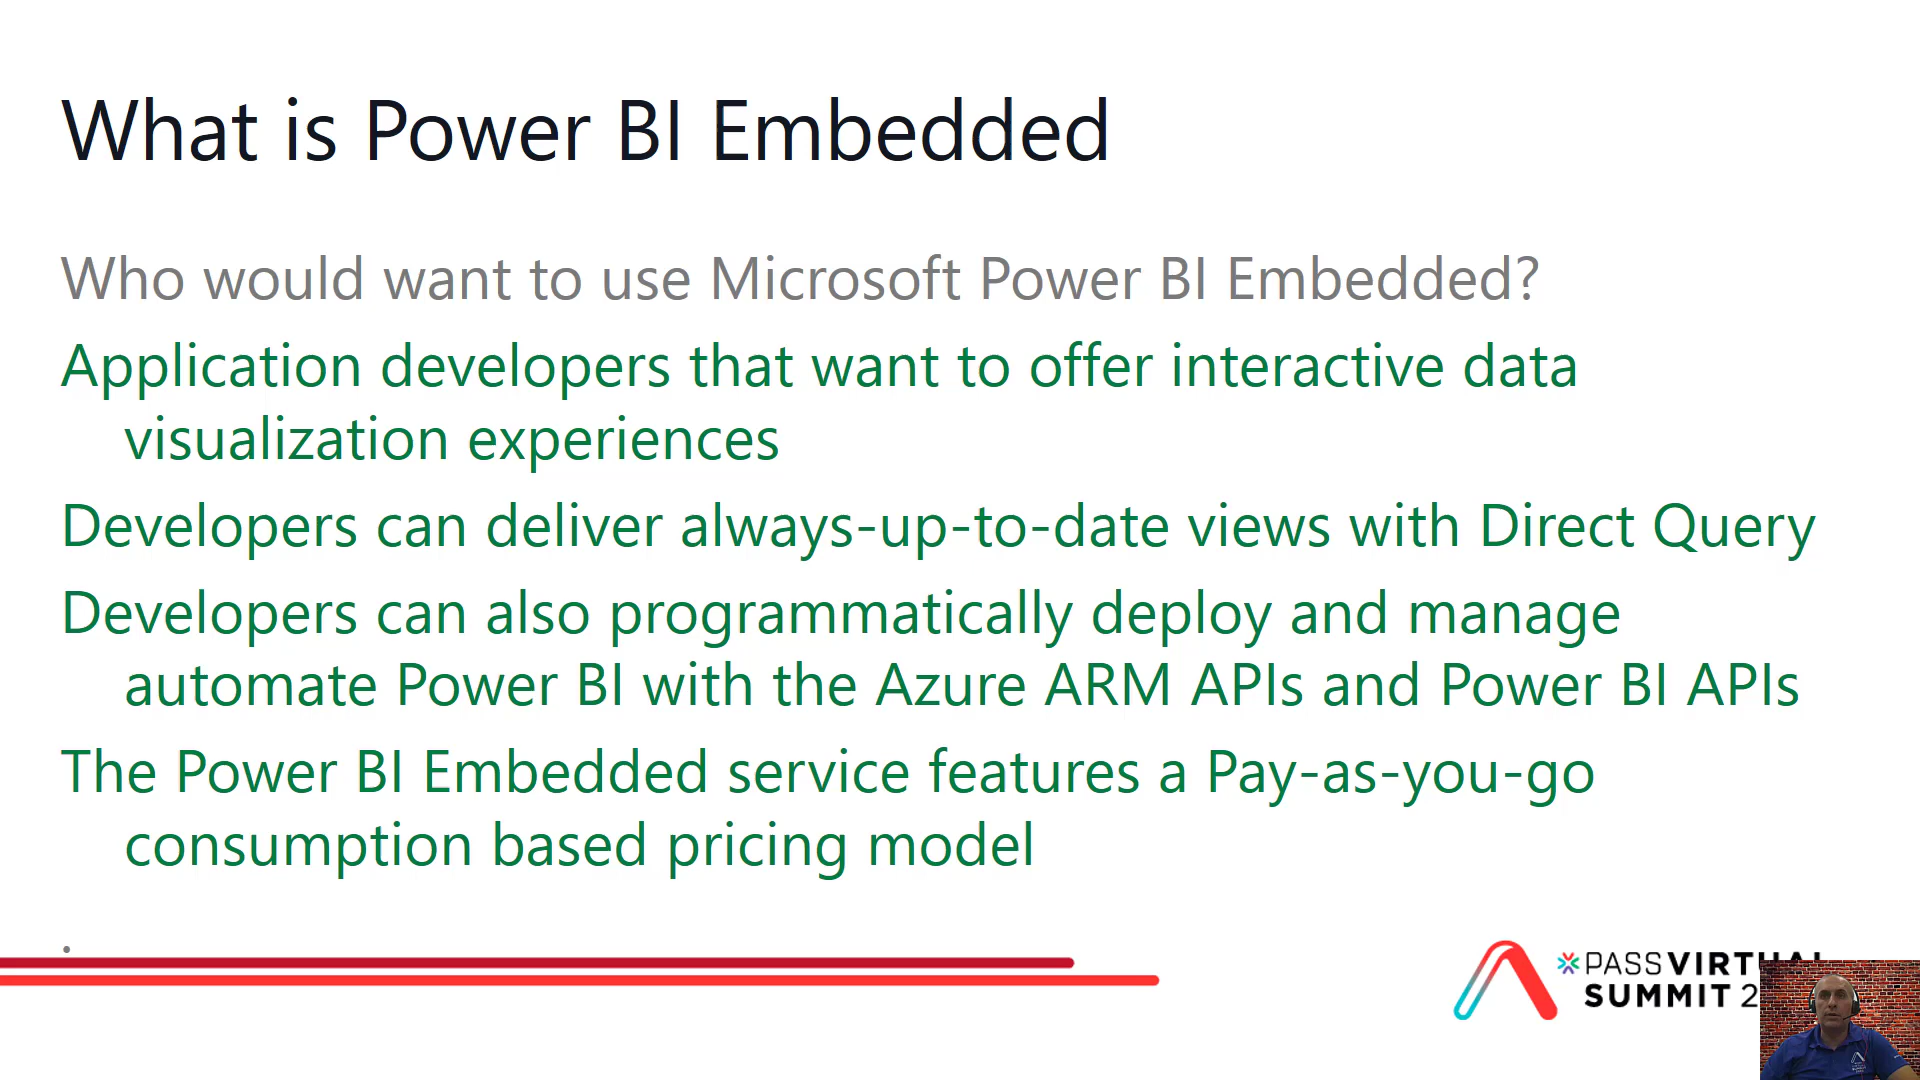 What is Power BI Embedded
Who would want to use Microsoft Power BI Embedded?
Application developers that want to offer interactive data
visualization experiences
Developers can deliver always-up-to-date views with Direct Query
Developers can also programmatically deploy and manage
automate Power BI with the Azure ARM APIs and Power BI APIs
The Power BI Embedded service features a Pay-as-you-go
consumption based pricing model
PASS VIRTUAL
SUMMIT 2